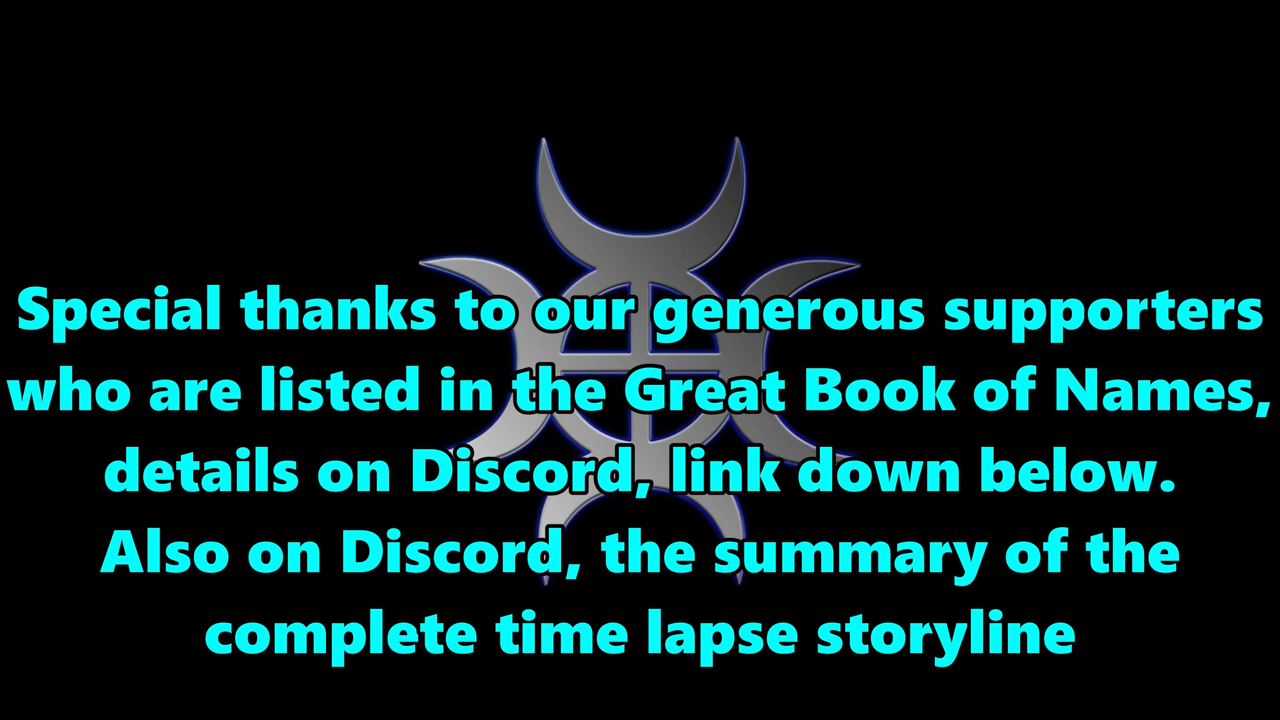 Special thanks to our generous supporters
who are listed in the Great Book of Names,
details on Discord, link down below.
Also on Discord, the summary of the
complete time lapse storyline